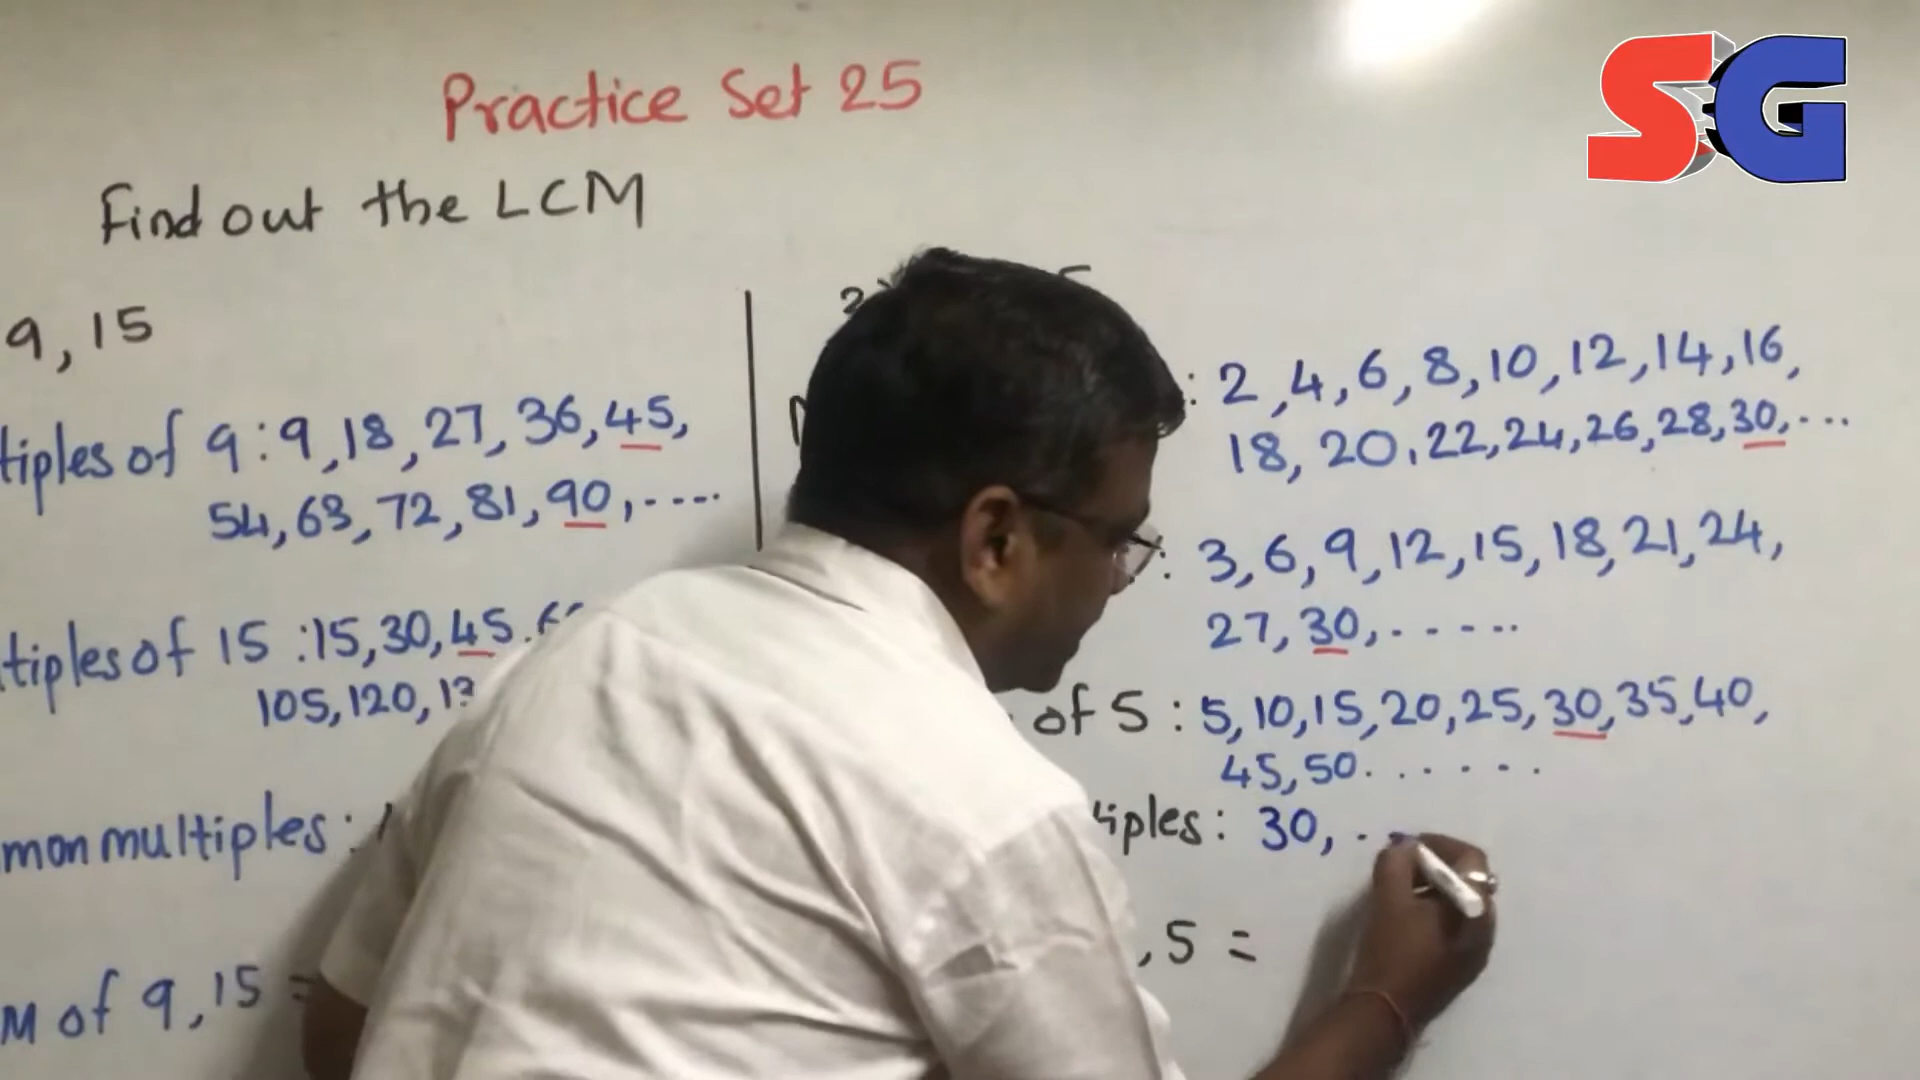 SG
Practice Set 25
Find out the LCM
9, 15
tiples of 9 : 9, 18, 27, 36, 45,
54, 63, 72, 81, 90, ....
tiples of 15 : 15, 30, 45,
105, 120,
mon multiples :
M of 9, 15 =
2
: 2, 4, 6, 8, 10, 12, 14, 16,
18, 20, 22, 24, 26, 28, 30, ...
: 3, 6, 9, 12, 15, 18, 21, 24,
27, 30, .....
of 5 : 5, 10, 15, 20, 25, 30, 35, 40,
45, 50 ......
iples : 30, ..
, 5 =